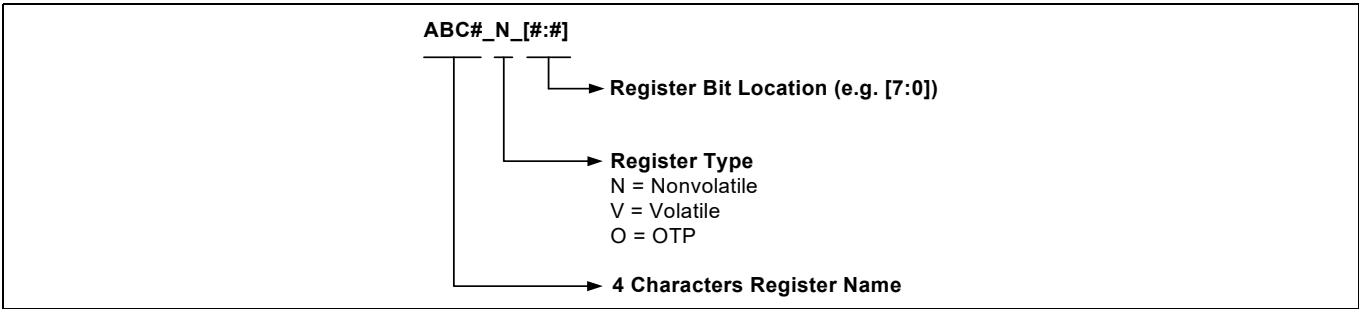 ABC#_N_[#:#]
Register Bit Location (e.g. [7:0])
Register Type
N = Nonvolatile
V = Volatile
O = OTP
4 Characters Register Name